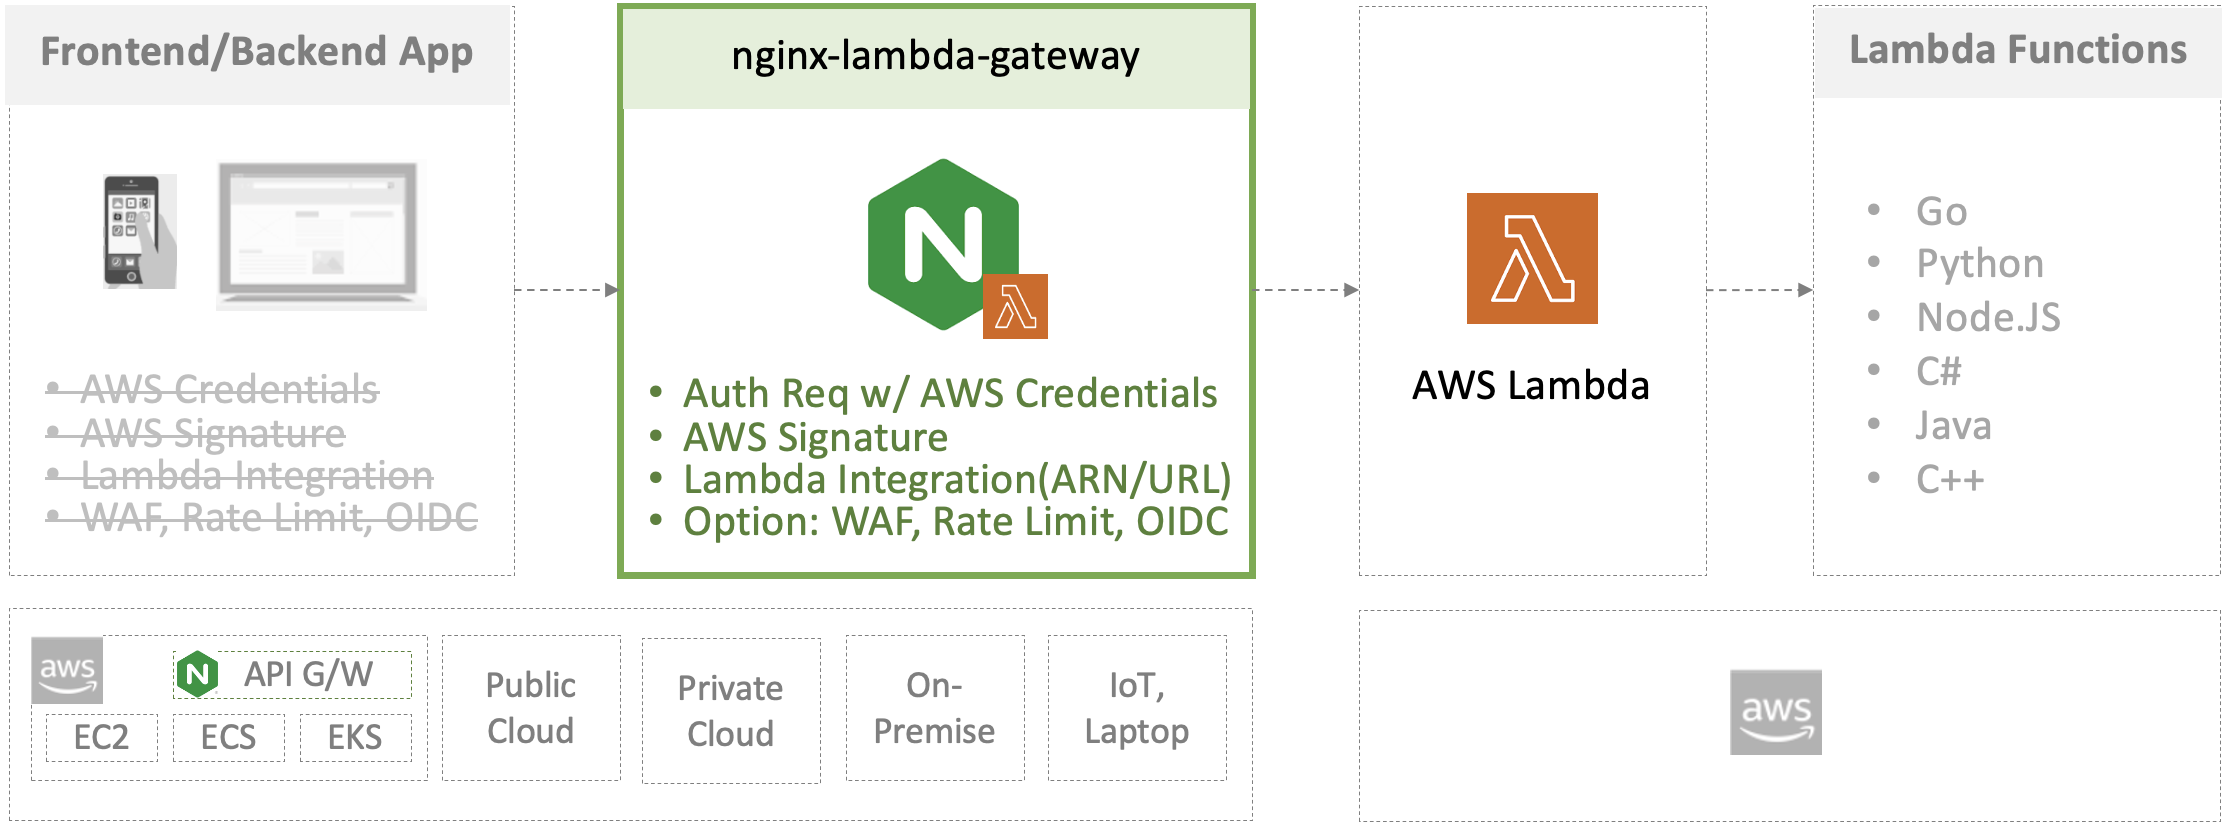 Frontend/Backend App
• AWS Credentials
• AWS Signature
• Lambda Integration
• WAF, Rate Limit, OIDC
nginx-lambda-gateway
N
• Auth Req w/ AWS Credentials
• AWS Signature
• Lambda Integration(ARN/URL)
• Option: WAF, Rate Limit, OIDC
AWS Lambda
Lambda Functions
• Go
• Python
• Node.JS
• C#
• Java
• C++
aws
N
API G/W
EC2
ECS
EKS
Public
Cloud
Private
Cloud
On-
Premise
IoT,
Laptop
aws